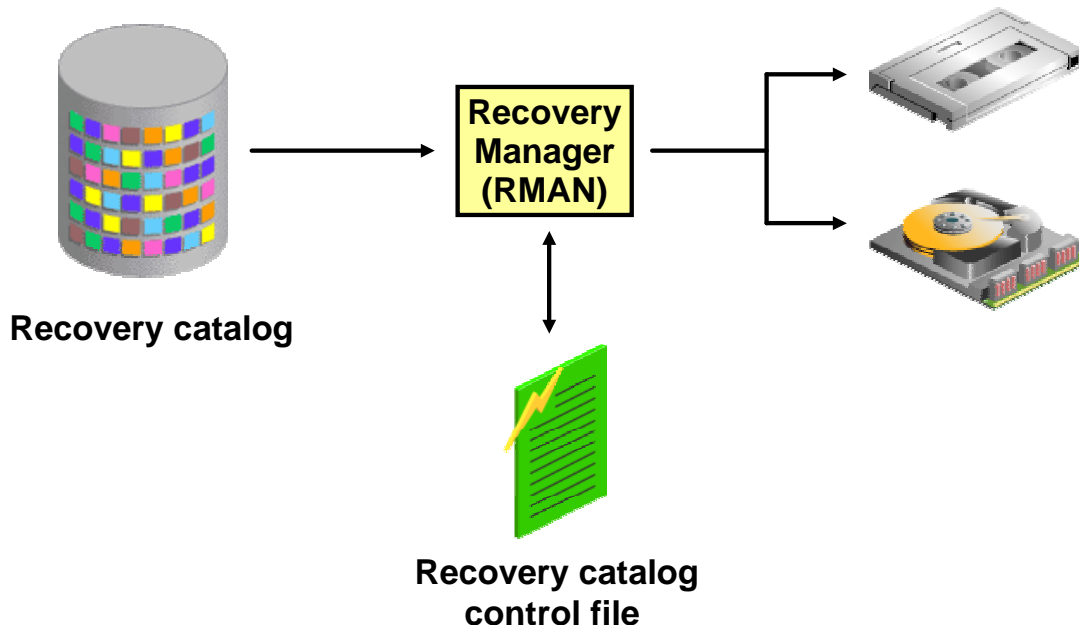 Recovery
Manager
(RMAN)
Recovery catalog
Recovery catalog
control file